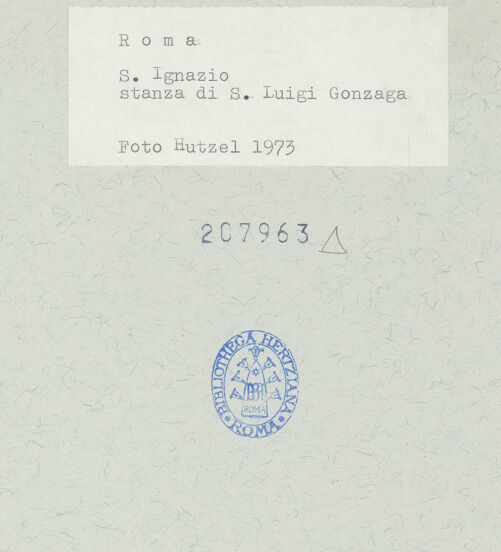 Roma
S. Ignazio
stanza di S. Luigi Gonzaga
Foto Hutzel 1973
207963
BIBLIOTHECA HERTZIANA
ROMA
ROMA